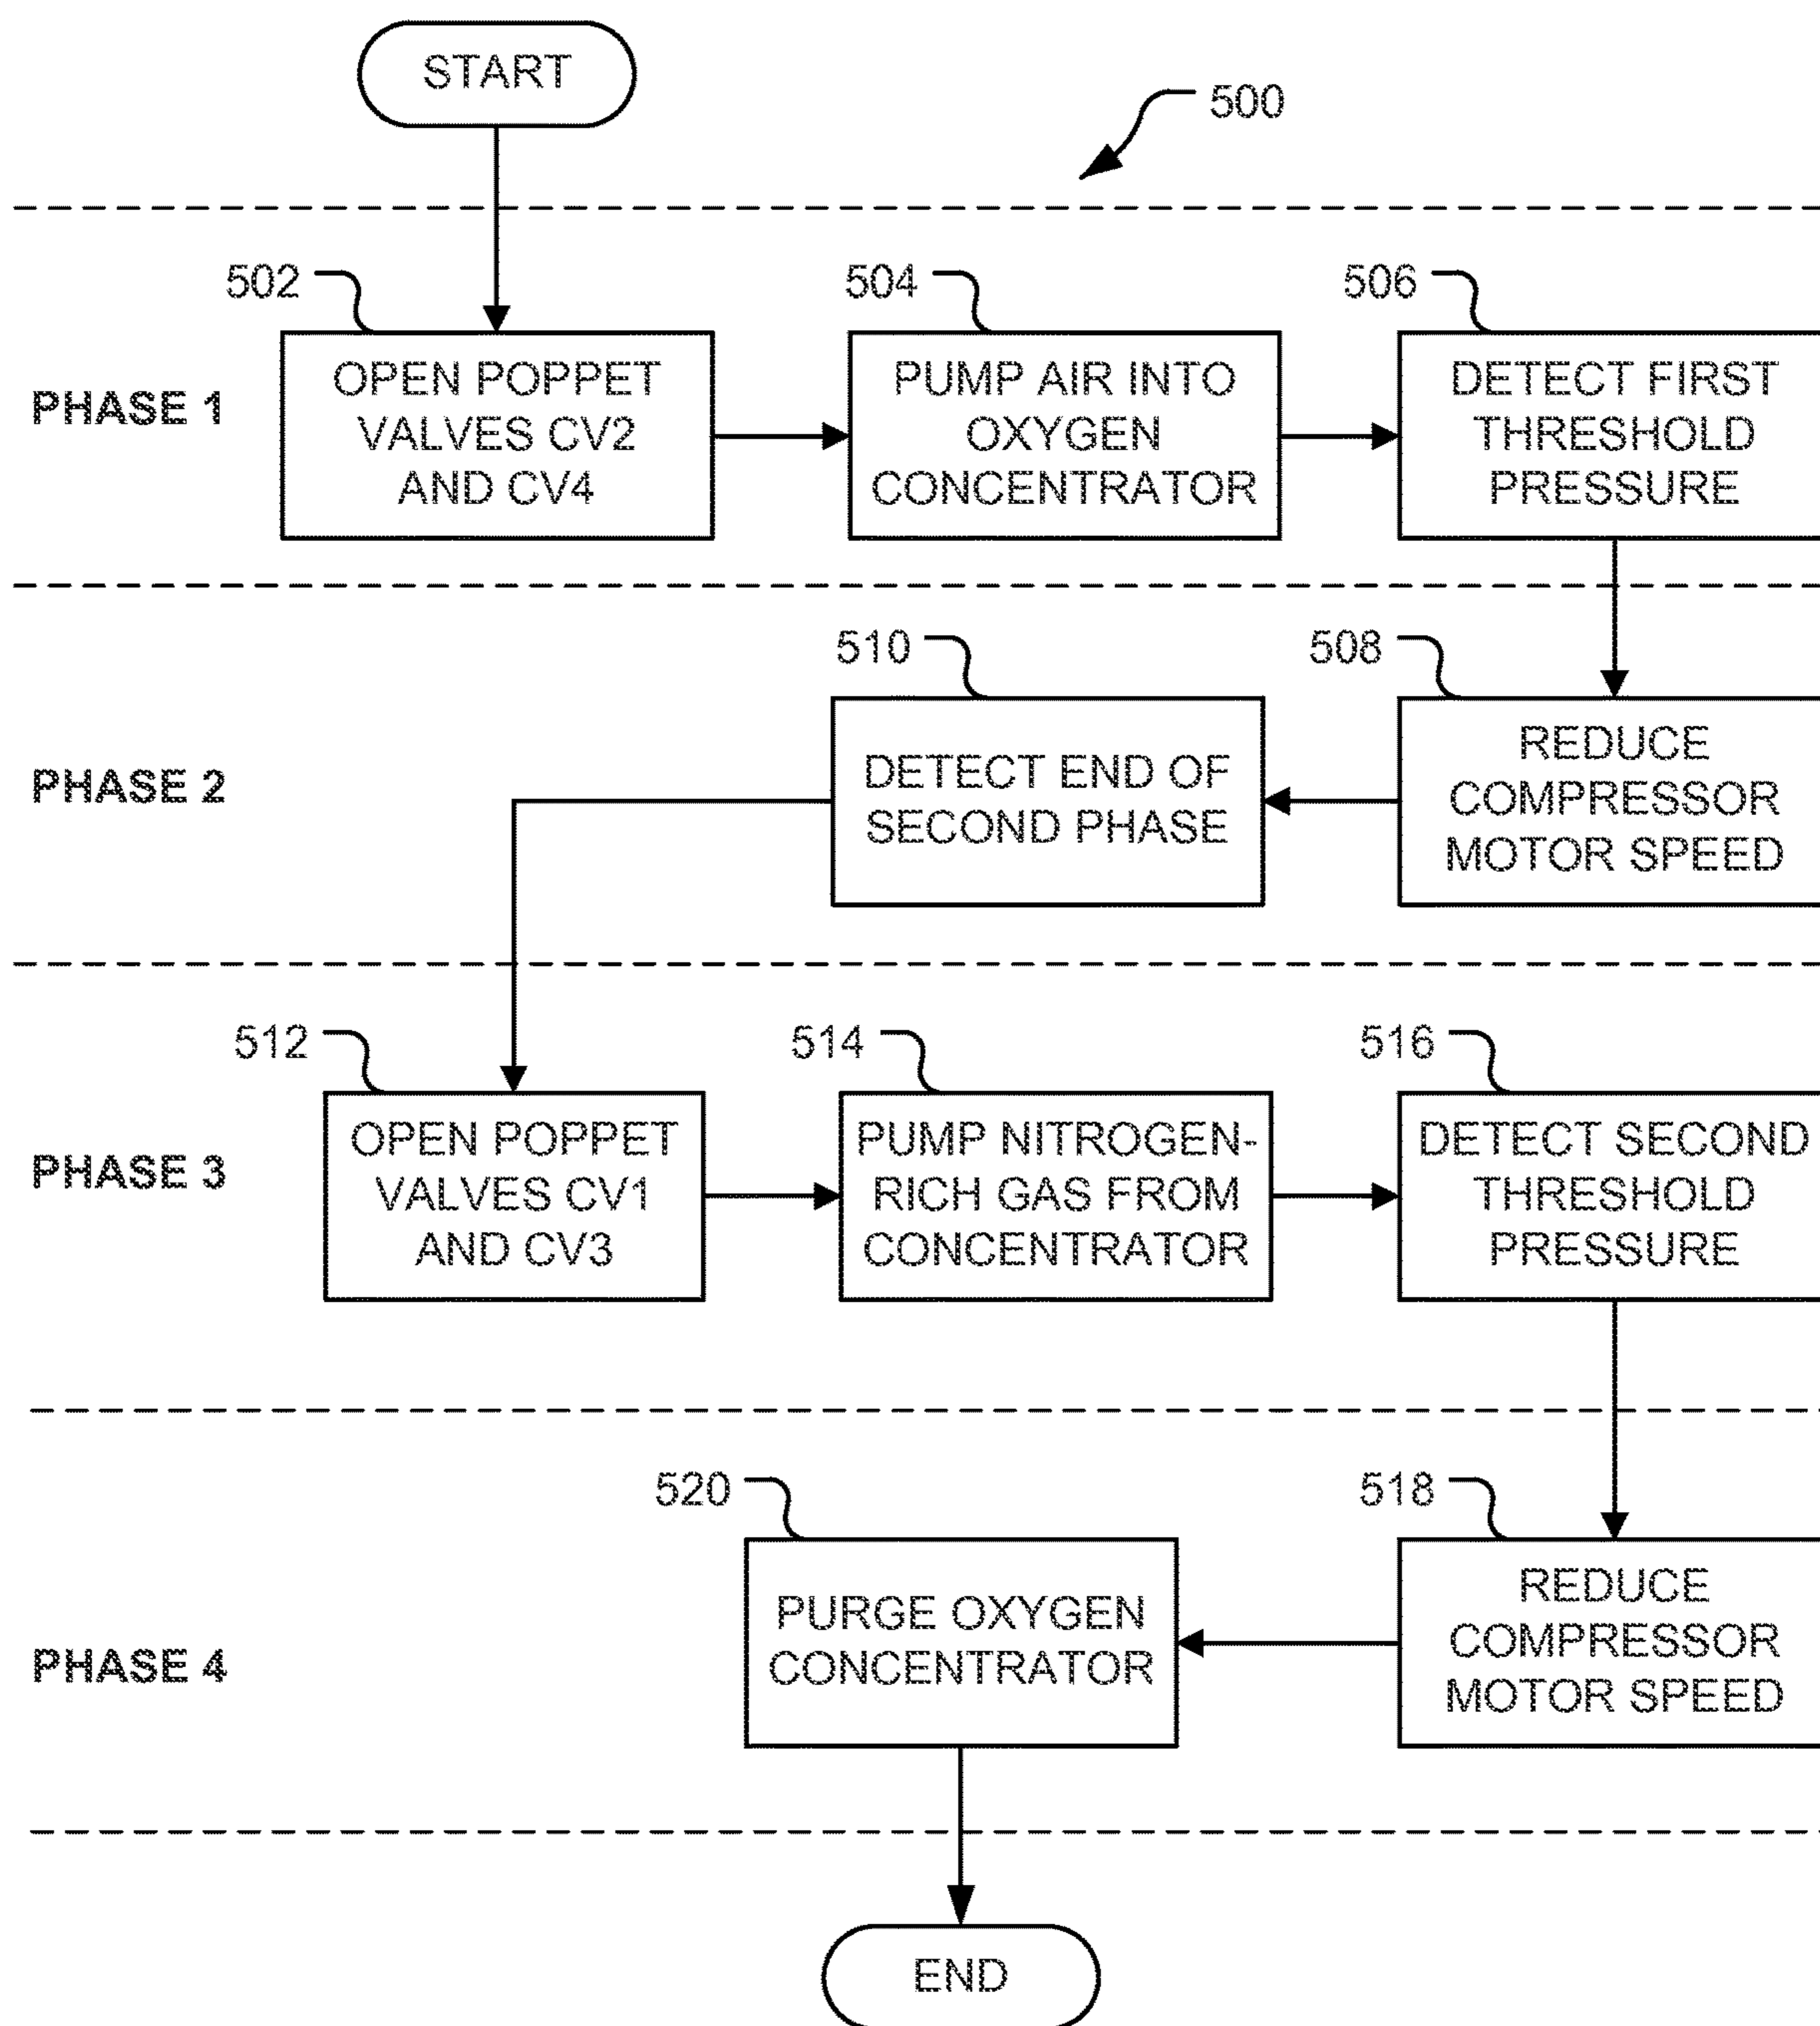 START
500
PHASE 1
502
OPEN POPPET
VALVES CV2
AND CV4
504
PUMP AIR INTO
OXYGEN
CONCENTRATOR
506
DETECT FIRST
THRESHOLD
PRESSURE
PHASE 2
508
REDUCE
COMPRESSOR
MOTOR SPEED
510
DETECT END OF
SECOND PHASE
PHASE 3
512
OPEN POPPET
VALVES CV1
AND CV3
514
PUMP NITROGEN-
RICH GAS FROM
CONCENTRATOR
516
DETECT SECOND
THRESHOLD
PRESSURE
PHASE 4
518
REDUCE
COMPRESSOR
MOTOR SPEED
520
PURGE OXYGEN
CONCENTRATOR
END